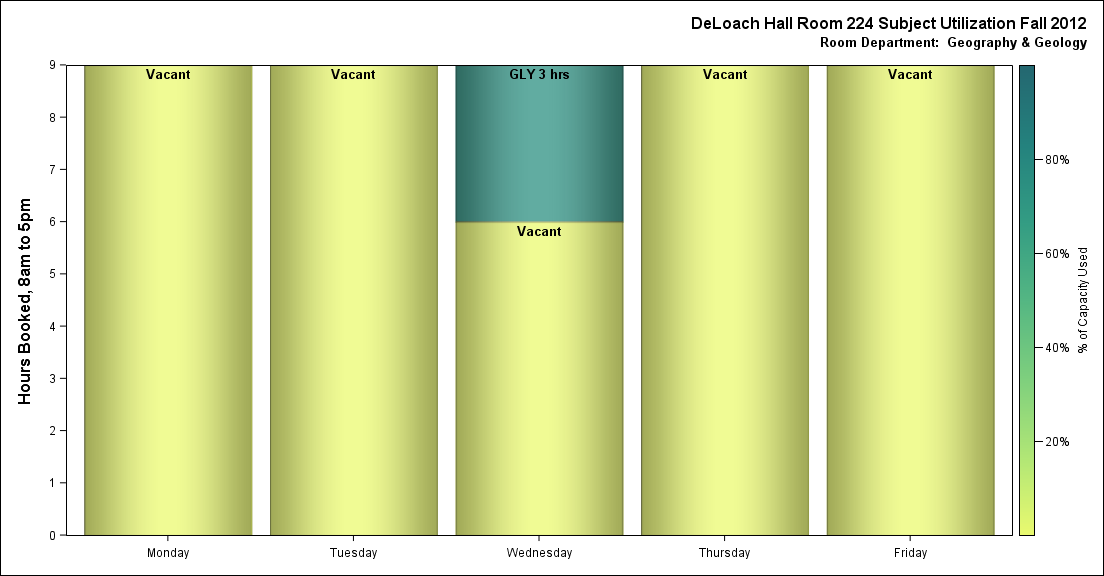 DeLoach Hall Room 224 Subject Utilization Fall 2012
Room Department:  Geography & Geology
Hours Booked, 8am to 5pm
9
8
7
6
5
4
3
2
1
0
Vacant
Vacant
GLY 3 hrs
Vacant
Vacant
Vacant
Monday
Tuesday
Wednesday
Thursday
Friday
80%
60%
40%
20%
% of Capacity Used